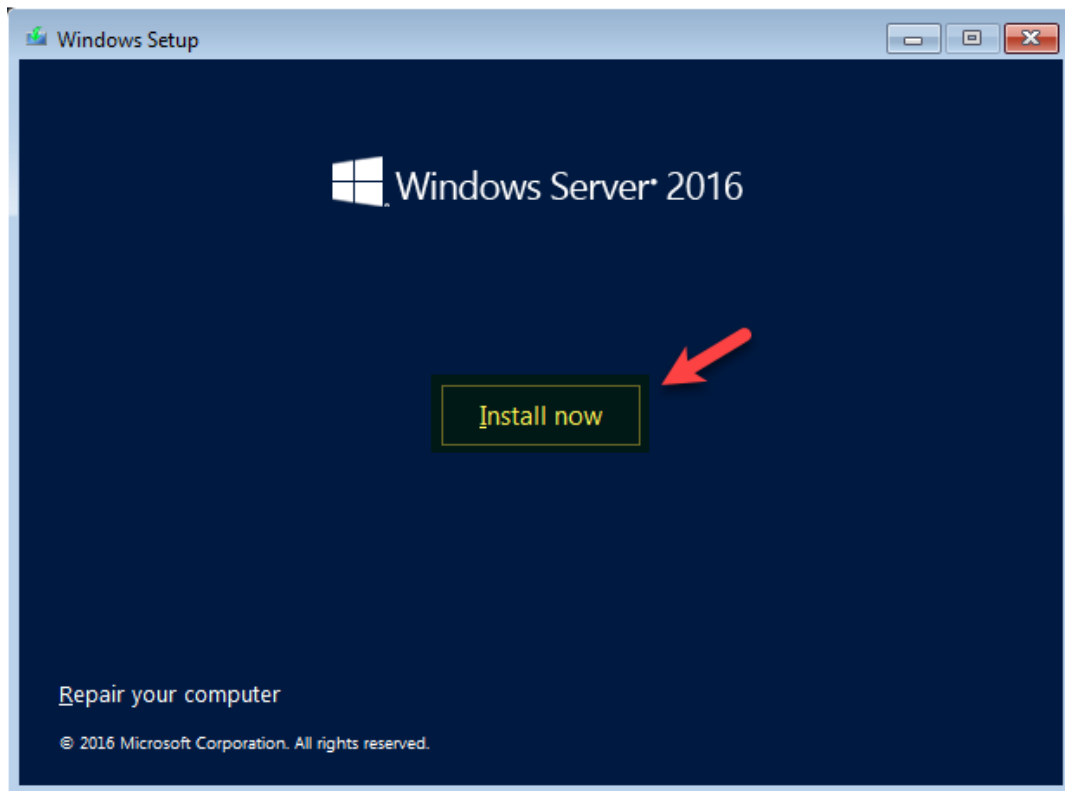 Windows Setup
Windows Server® 2016
Install now
Repair your computer
© 2016 Microsoft Corporation. All rights reserved.